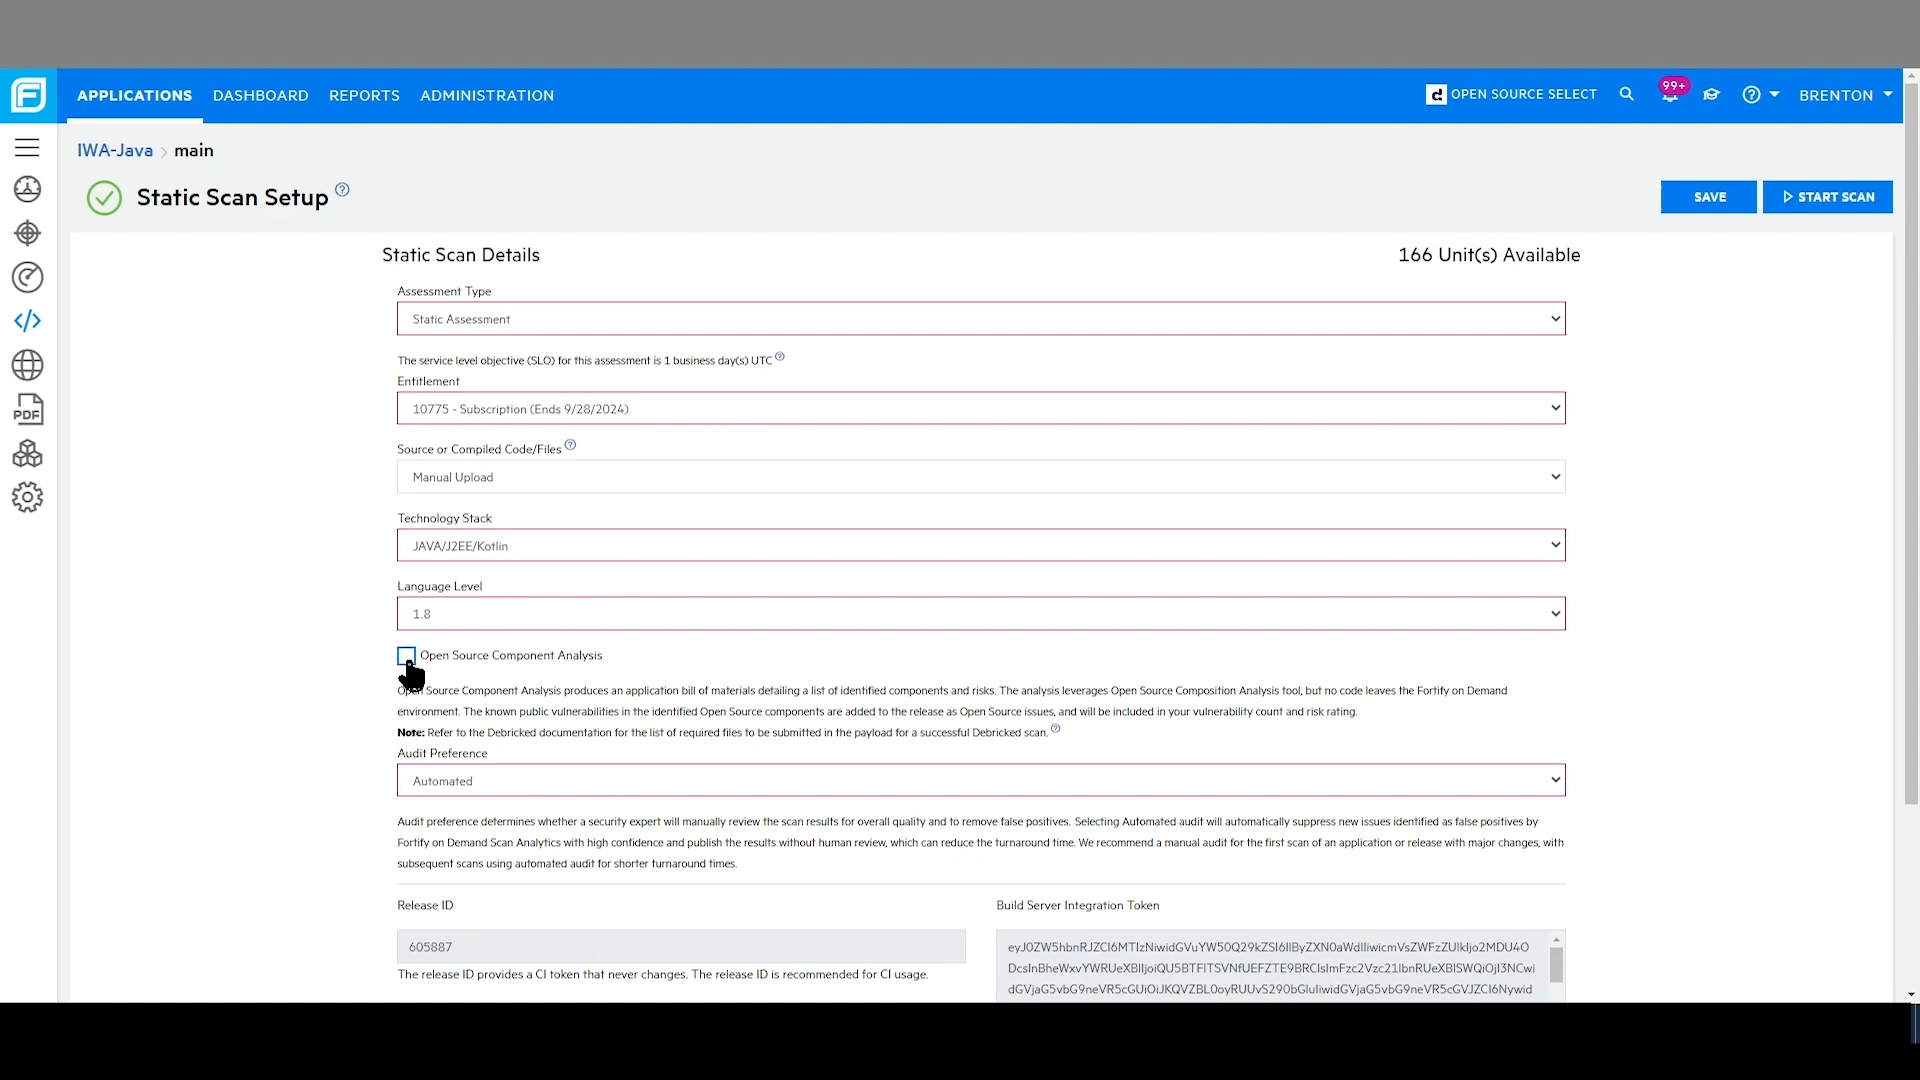 APPLICATIONS DASHBOARD REPORTS ADMINISTRATION
d OPEN SOURCE SELECT 99+ BRENTON
IWA-Java > main
Static Scan Setup
SAVE START SCAN
Static Scan Details 166 Unit(s) Available
Assessment Type
Static Assessment
The service level objective (SLO) for this assessment is 1 business day(s) UTC
Entitlement
10775 - Subscription (Ends 9/28/2024)
Source or Compiled Code/Files
Manual Upload
Technology Stack
JAVA/J2EE/Kotlin
Language Level
1.8
Open Source Component Analysis
Open Source Component Analysis produces an application bill of materials detailing a list of identified components and risks. The analysis leverages Open Source Composition Analysis tool, but no code leaves the Fortify on Demand
environment. The known public vulnerabilities in the identified Open Source components are added to the release as Open Source issues, and will be included in your vulnerability count and risk rating.
Note: Refer to the Debricked documentation for the list of required files to be submitted in the payload for a successful Debricked scan.
Audit Preference
Automated
Audit preference determines whether a security expert will manually review the scan results for overall quality and to remove false positives. Selecting Automated audit will automatically suppress new issues identified as false positives by
Fortify on Demand Scan Analytics with high confidence and publish the results without human review, which can reduce the turnaround time. We recommend a manual audit for the first scan of an application or release with major changes, with
subsequent scans using automated audit for shorter turnaround times.
Release ID
605887
The release ID provides a CI token that never changes. The release ID is recommended for CI usage.
Build Server Integration Token
PDF